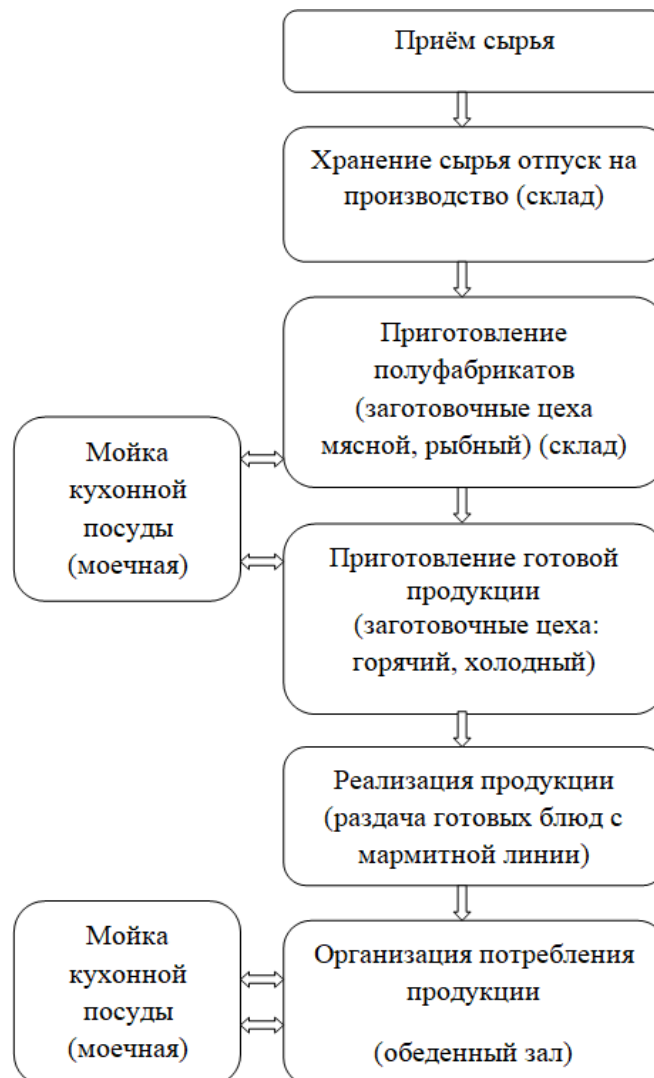 Приём сырья
Хранение сырья отпуск на
производство (склад)
Приготовление
полуфабрикатов
(заготовочные цеха
мясной, рыбный) (склад)
Мойка
кухонной
посуды
(моечная)
Приготовление готовой
продукции
(заготовочные цеха:
горячий, холодный)
Реализация продукции
(раздача готовых блюд с
мармитной линии)
Мойка
кухонной
посуды
(моечная)
Организация потребления
продукции
(обеденный зал)